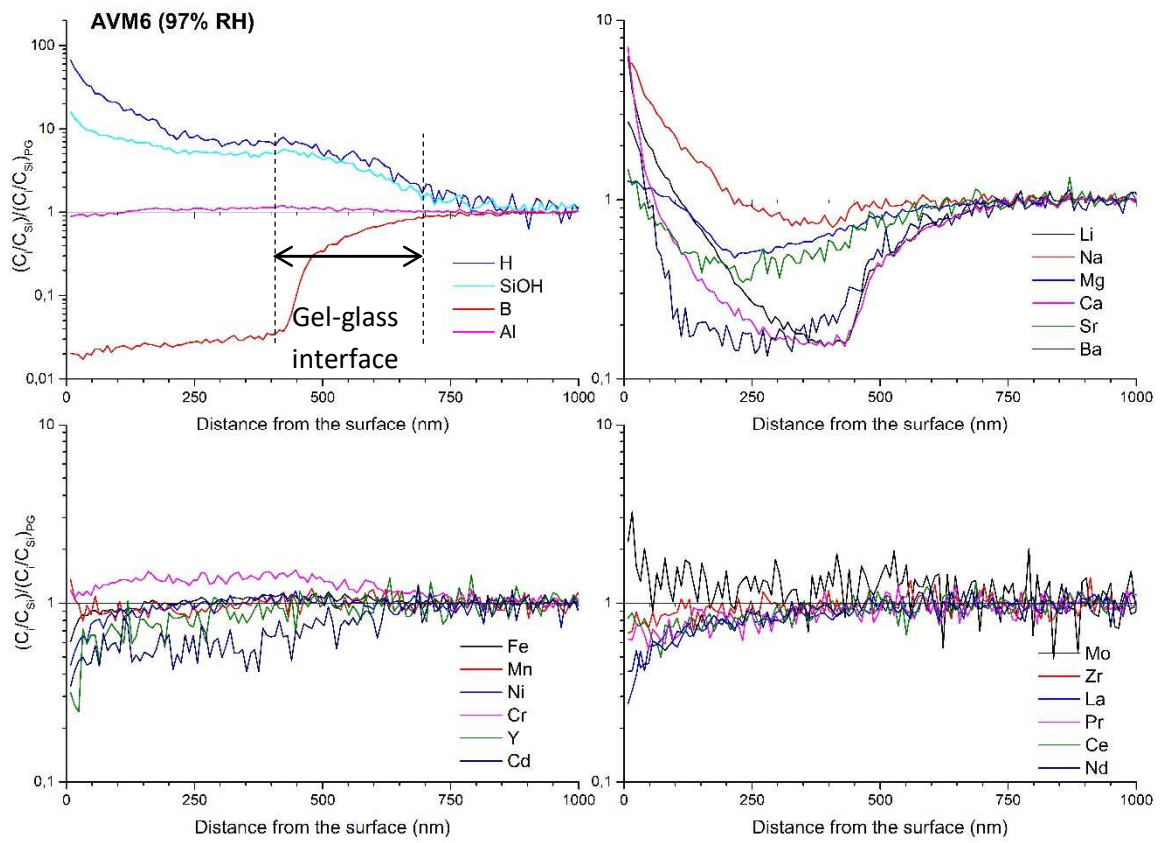 AVM6 (97% RH)
(C_i/C_Si)/(C_i/C_Si)_PG
100
10
1
0,1
0,01
H
SiOH
B
Al
Gel-glass
interface
0 250 500 750 1000
Distance from the surface (nm)
10
1
0,1
Li
Na
Mg
Ca
Sr
Ba
0 250 500 750 1000
Distance from the surface (nm)
(C_i/C_Si)/(C_i/C_Si)_PG
10
1
0,1
Fe
Mn
Ni
Cr
Y
Cd
0 250 500 750 1000
Distance from the surface (nm)
10
1
0,1
Mo
Zr
La
Pr
Ce
Nd
0 250 500 750 1000
Distance from the surface (nm)